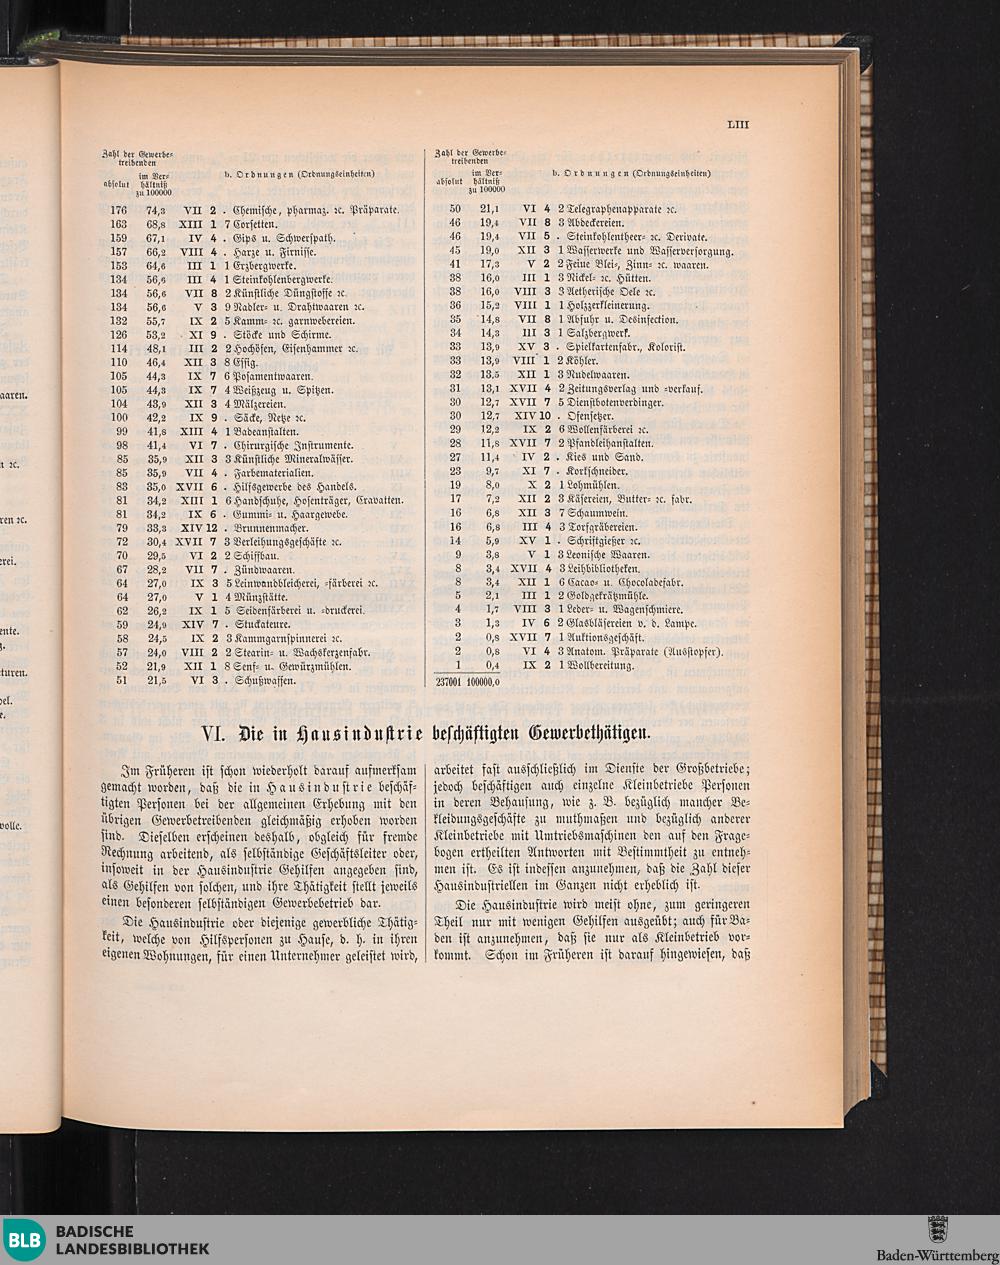 LIII
Zahl der Gewerbe-
treibenden
absolut
im Ver-
hältniß
zu 100000
b. Ordnungen (Ordnungseinheiten)
176 74,3 VII 2 . Chemische, pharmaz. ꝛc. Präparate.
163 68,8 XIII 1 7 Corsetten.
159 67,1 IV 4 . Gips u. Schwerspath.
157 66,2 VIII 4 . Harze u. Firnisse.
153 64,6 III 1 1 Erzbergwerke.
134 56,6 III 4 1 Steinkohlenbergwerke.
134 56,6 VII 8 2 Künstliche Düngstoffe ꝛc.
134 56,6 V 3 9 Nadler- u. Drahtwaaren ꝛc.
132 55,7 IX 2 5 Kamm- ꝛc. garnwebereien.
126 53,2 XI 9 . Stöcke und Schirme.
114 48,1 III 2 2 Hochöfen, Eisenhammer ꝛc.
110 46,4 XII 3 8 Essig.
105 44,3 IX 7 6 Posamentwaaren.
105 44,3 IX 7 4 Weißzeug u. Spitzen.
104 43,9 XII 3 4 Mälzereien.
100 42,2 IX 9 . Säcke, Netze ꝛc.
99 41,8 XIII 4 1 Badeanstalten.
98 41,4 VI 7 . Chirurgische Instrumente.
85 35,9 XII 3 3 Künstliche Mineralwässer.
85 35,9 VII 4 . Farbematerialien.
83 35,0 XVII 6 . Hilfsgewerbe des Handels.
81 34,2 XIII 1 6 Handschuhe, Hosenträger, Cravatten.
81 34,2 IX 6 . Gummi- u. Haargewebe.
79 33,3 XIV 12 . Brunnenmacher.
72 30,4 XVII 7 3 Verleihungsgeschäfte ꝛc.
70 29,5 VI 2 2 Schiffbau.
67 28,2 VII 7 . Zündwaaren.
64 27,0 IX 3 5 Leinwandbleicherei, -färberei ꝛc.
64 27,0 V 1 4 Münzstätte.
62 26,2 IX 1 5 Seidenfärberei u. -druckerei.
59 24,9 XIV 7 . Stuckateure.
58 24,5 IX 2 3 Kammgarnspinnerei ꝛc.
57 24,0 VIII 2 2 Stearin- u. Wachskerzenfabr.
52 21,9 XII 1 8 Senf- u. Gewürzmühlen.
51 21,5 VI 3 . Schußwaffen.
Zahl der Gewerbe-
treibenden
absolut
im Ver-
hältniß
zu 100000
b. Ordnungen (Ordnungseinheiten)
50 21,1 VI 4 2 Telegraphenapparate ꝛc.
46 19,4 VII 8 3 Abdeckereien.
46 19,4 VII 5 . Steinkohlentheer- ꝛc. Derivate.
45 19,0 XII 3 1 Wasserwerke und Wasserversorgung.
41 17,3 V 2 2 Feine Blei-, Zinn- ꝛc. waaren.
38 16,0 III 1 3 Nickel- ꝛc. Hütten.
38 16,0 VIII 3 3 Aetherische Oele ꝛc.
36 15,2 VIII 1 1 Holzzerkleinerung.
35 14,8 VII 8 1 Abfuhr u. Desinfection.
34 14,3 III 3 1 Salzbergwerk.
33 13,9 XV 3 . Spielkartenfabr., Kolorist.
33 13,9 VIII 1 2 Köhler.
32 13,5 XII 1 3 Nudelwaaren.
31 13,1 XVII 4 2 Zeitungsverlag und -verkauf.
30 12,7 XVII 7 5 Dienstbotenverdinger.
30 12,7 XIV 10 . Ofensetzer.
29 12,2 IX 2 6 Wollenfärberei ꝛc.
28 11,8 XVII 7 2 Pfandleihanstalten.
27 11,4 IV 2 . Kies und Sand.
23 9,7 XI 7 . Korkschneider.
19 8,0 X 2 1 Lohmühlen.
17 7,2 XII 2 3 Käsereien, Butter- ꝛc. fabr.
16 6,8 XII 3 7 Schaumwein.
16 6,8 III 4 3 Torfgräbereien.
14 5,9 XV 1 . Schriftgießer ꝛc.
9 3,8 V 1 3 Leonische Waaren.
8 3,4 XVII 4 3 Leihbibliotheken.
8 3,4 XII 1 6 Cacao- u. Chocoladefabr.
5 2,1 III 1 2 Goldgekrätzmühle.
4 1,7 VIII 3 1 Leder- u. Wagenschmiere.
3 1,3 IV 6 2 Glasbläsereien v. d. Lampe.
2 0,8 XVII 7 1 Auktionsgeschäft.
2 0,8 VI 4 3 Anatom. Präparate (Ausstopfer).
1 0,4 IX 2 1 Wollbereitung.
237001 100000,0
VI. Die in Hausindustrie beschäftigten Gewerbethätigen.
Im Früheren ist schon wiederholt darauf aufmerksam
gemacht worden, daß die in Hausindustrie beschäf-
tigten Personen bei der allgemeinen Erhebung mit den
übrigen Gewerbetreibenden gleichmäßig erhoben worden
sind. Dieselben erscheinen deshalb, obgleich für fremde
Rechnung arbeitend, als selbständige Geschäftsleiter oder,
insoweit in der Hausindustrie Gehilfen angegeben sind,
als Gehilfen von solchen, und ihre Thätigkeit stellt jeweils
einen besonderen selbständigen Gewerbebetrieb dar.
Die Hausindustrie oder diejenige gewerbliche Thätig-
keit, welche von Hilfspersonen zu Hause, d. h. in ihren
eigenen Wohnungen, für einen Unternehmer geleistet wird,
arbeitet fast ausschließlich im Dienste der Großbetriebe;
jedoch beschäftigen auch einzelne Kleinbetriebe Personen
in deren Behausung, wie z. B. bezüglich mancher Be-
kleidungsgeschäfte zu muthmaßen und bezüglich anderer
Kleinbetriebe mit Umtriebsmaschinen den auf den Frage-
bogen ertheilten Antworten mit Bestimmtheit zu entneh-
men ist. Es ist indessen anzunehmen, daß die Zahl dieser
Hausindustriellen im Ganzen nicht erheblich ist.
Die Hausindustrie wird meist ohne, zum geringeren
Theil nur mit wenigen Gehilfen ausgeübt; auch für Ba-
den ist anzunehmen, daß sie nur als Kleinbetrieb vor-
kommt. Schon im Früheren ist darauf hingewiesen, daß
BLB BADISCHE
LANDESBIBLIOTHEK
Baden-Württemberg